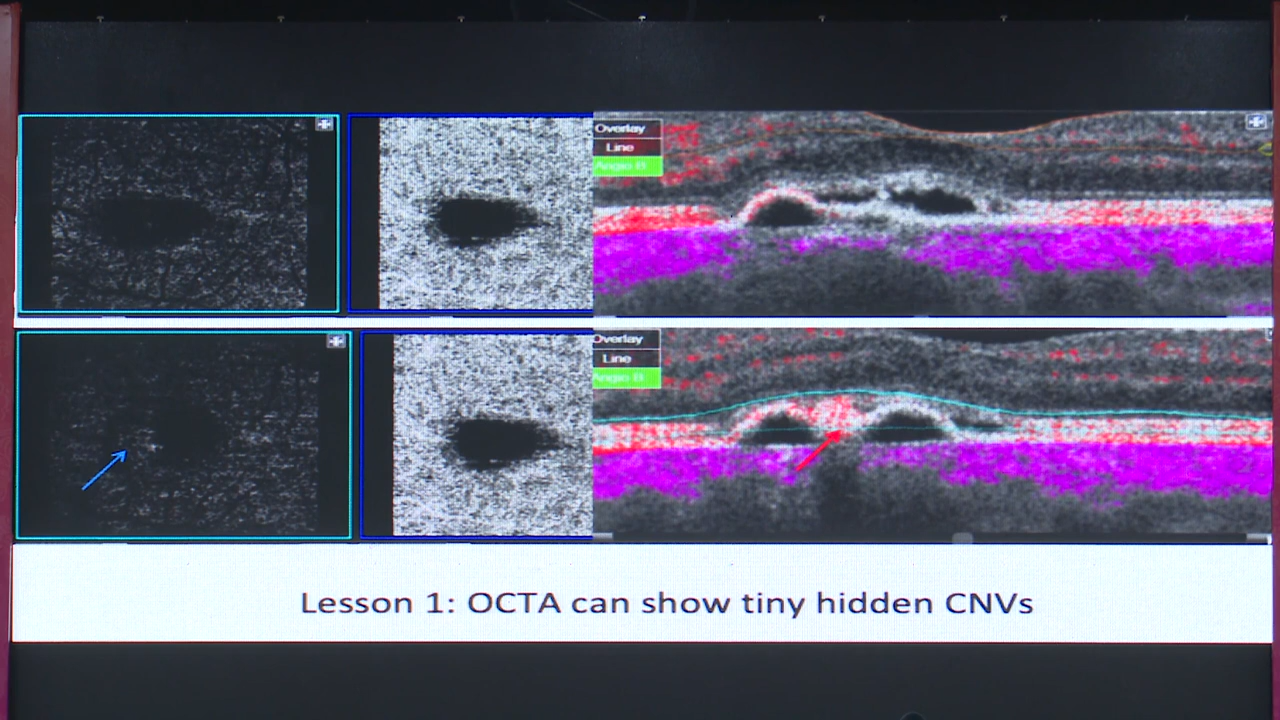 Overlay
Line
Angio B
Overlay
Line
Angio B
Lesson 1: OCTA can show tiny hidden CNVs